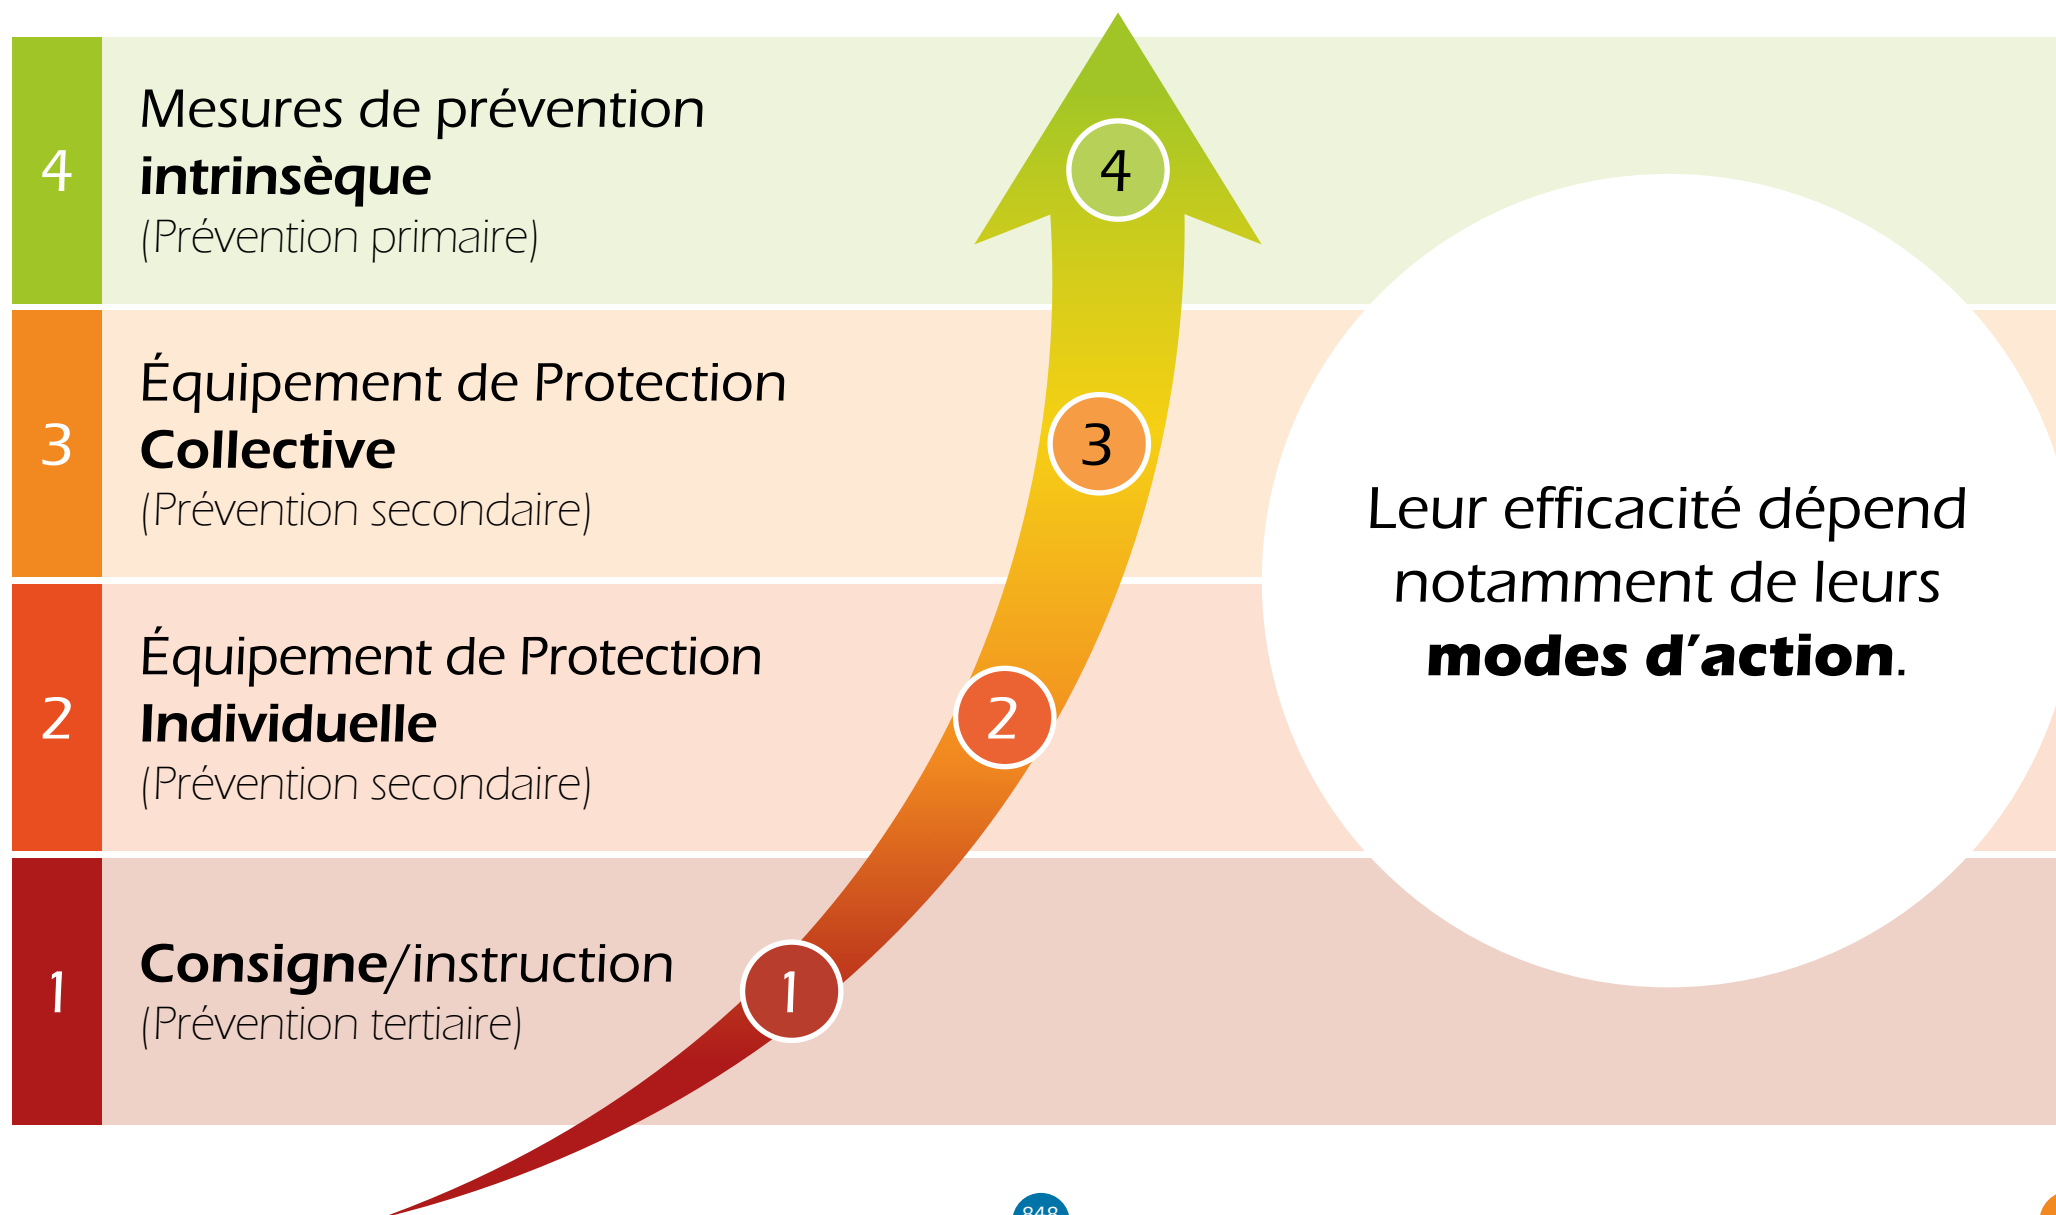 4
Mesures de prévention
intrinsèque
(Prévention primaire)
4
3
Équipement de Protection
Collective
(Prévention secondaire)
3
2
Équipement de Protection
Individuelle
(Prévention secondaire)
2
1
Consigne/instruction
(Prévention tertiaire)
1
Leur efficacité dépend
notamment de leurs
modes d’action.
848